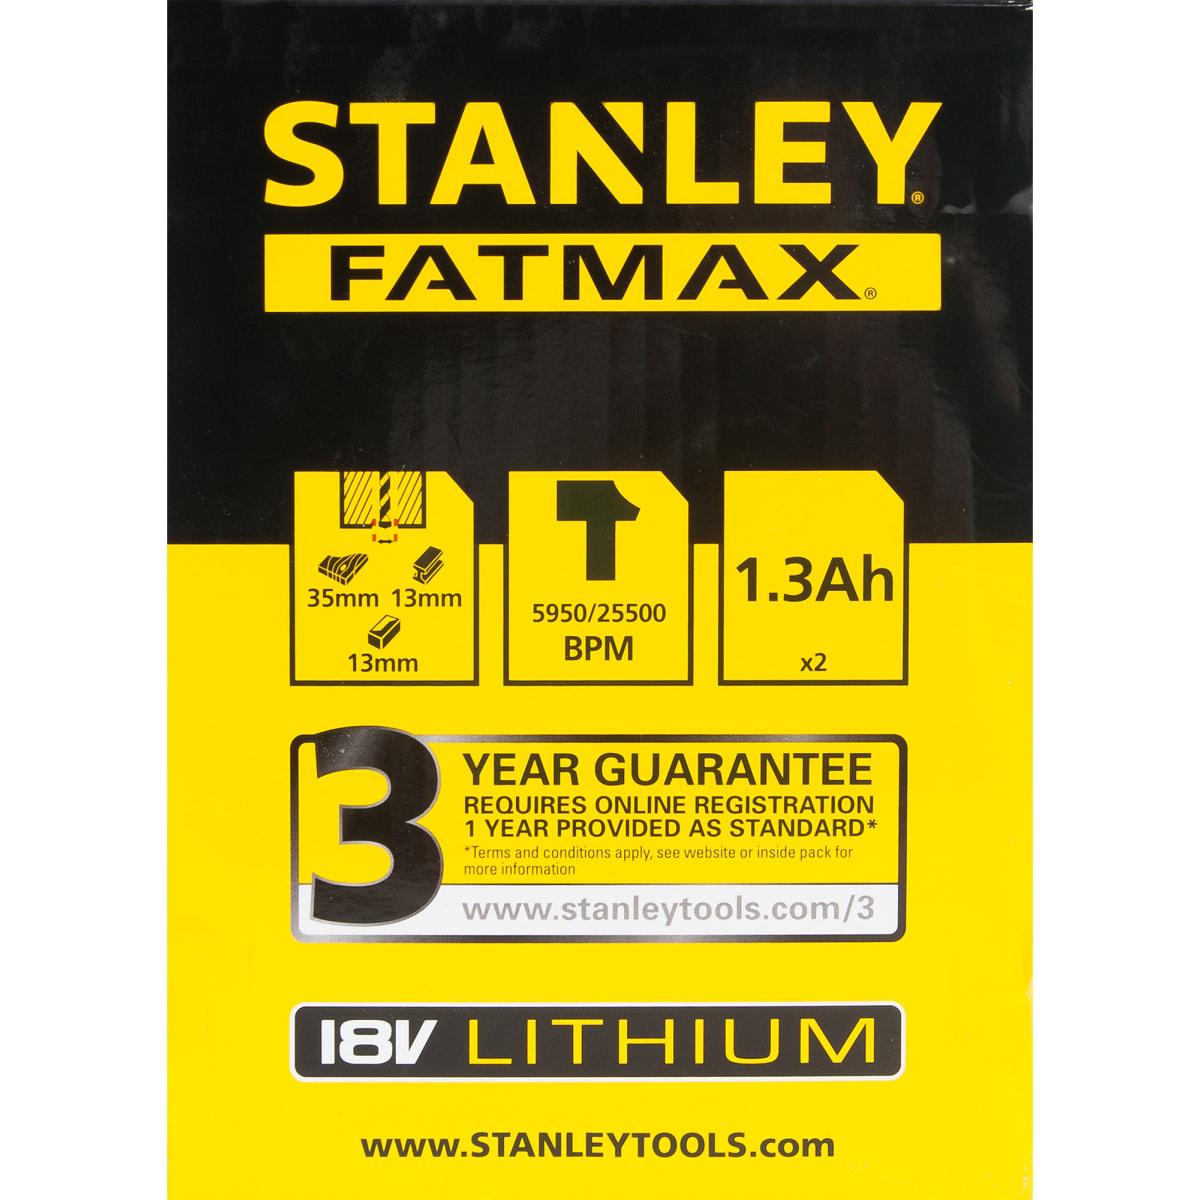 STANLEY®
FATMAX®
35mm 13mm
13mm
5950/25500
BPM
1.3Ah
x2
3 YEAR GUARANTEE
REQUIRES ONLINE REGISTRATION
1 YEAR PROVIDED AS STANDARD*
*Terms and conditions apply, see website or inside pack for
more information
www.stanleytools.com/3
18V LITHIUM
www.STANLEYTOOLS.com